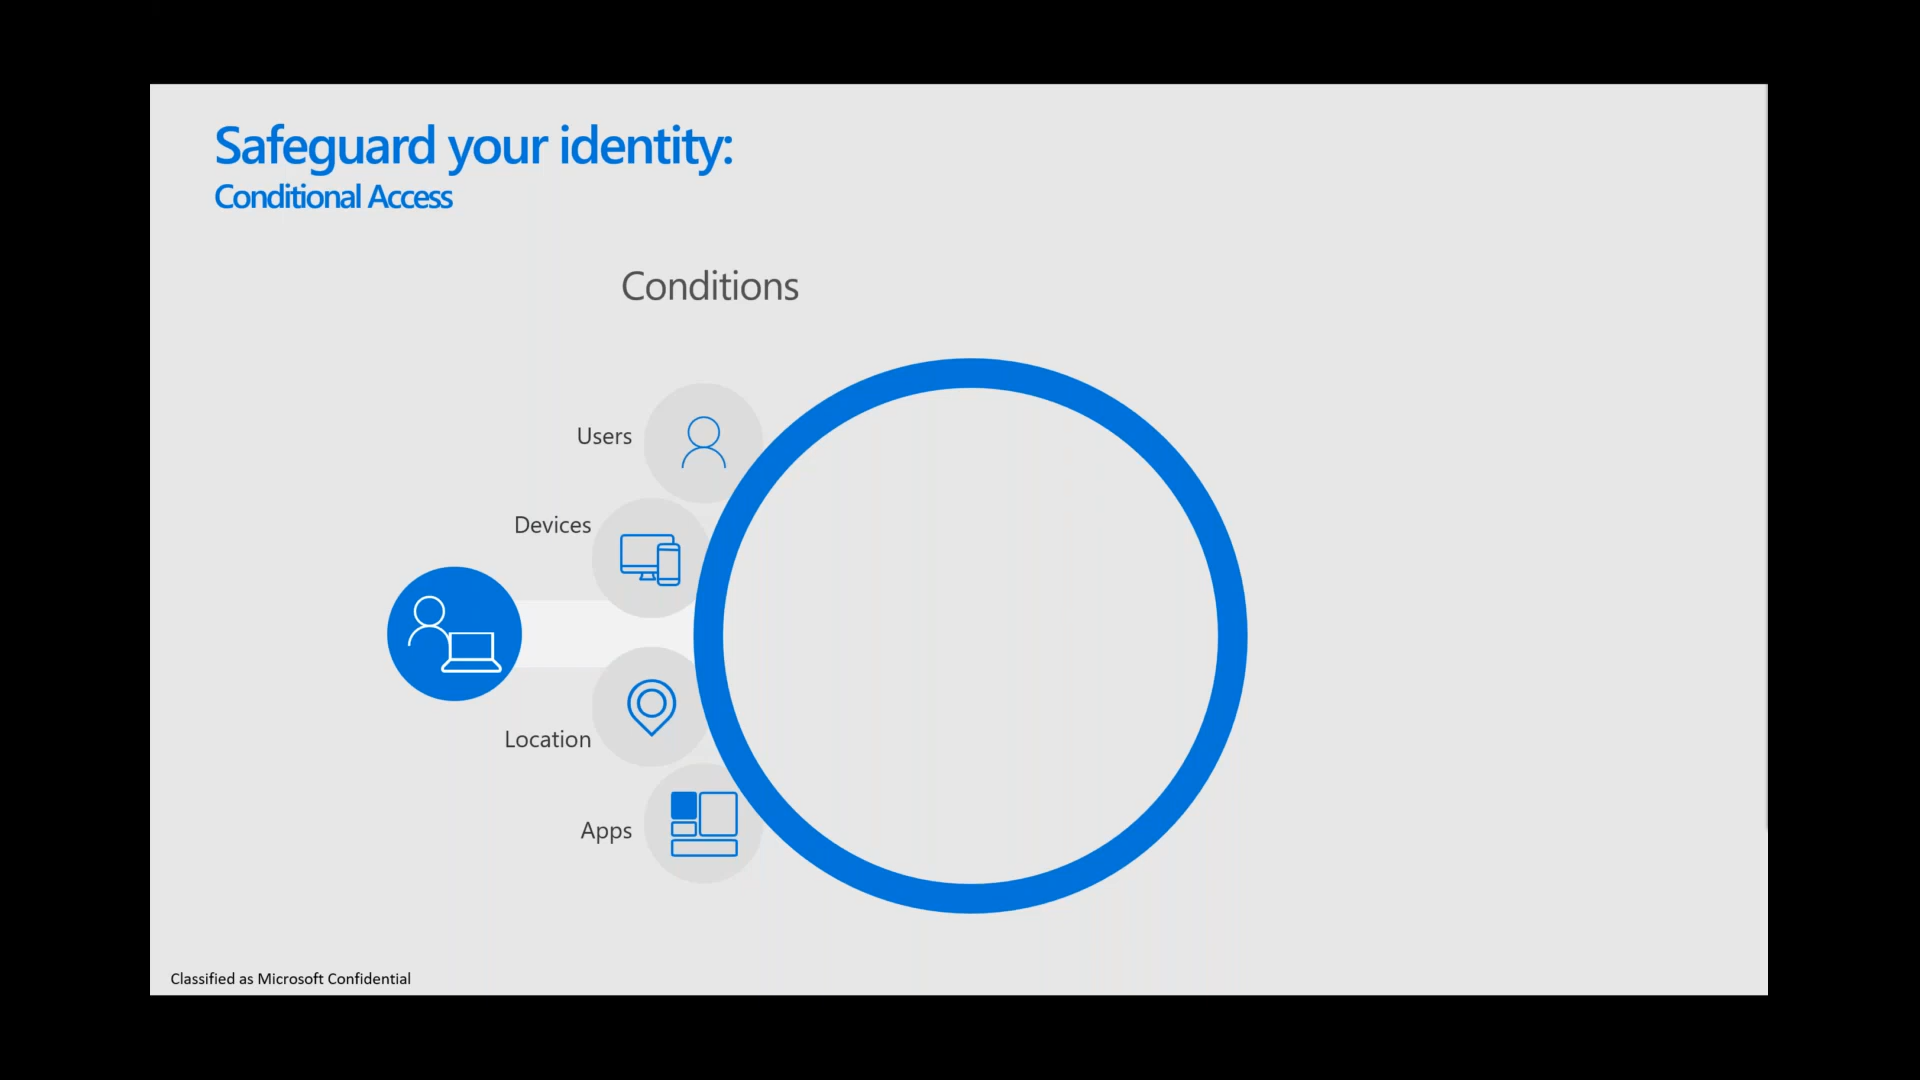 Safeguard your identity:
Conditional Access
Conditions
Users
Devices
Location
Apps
Classified as Microsoft Confidential